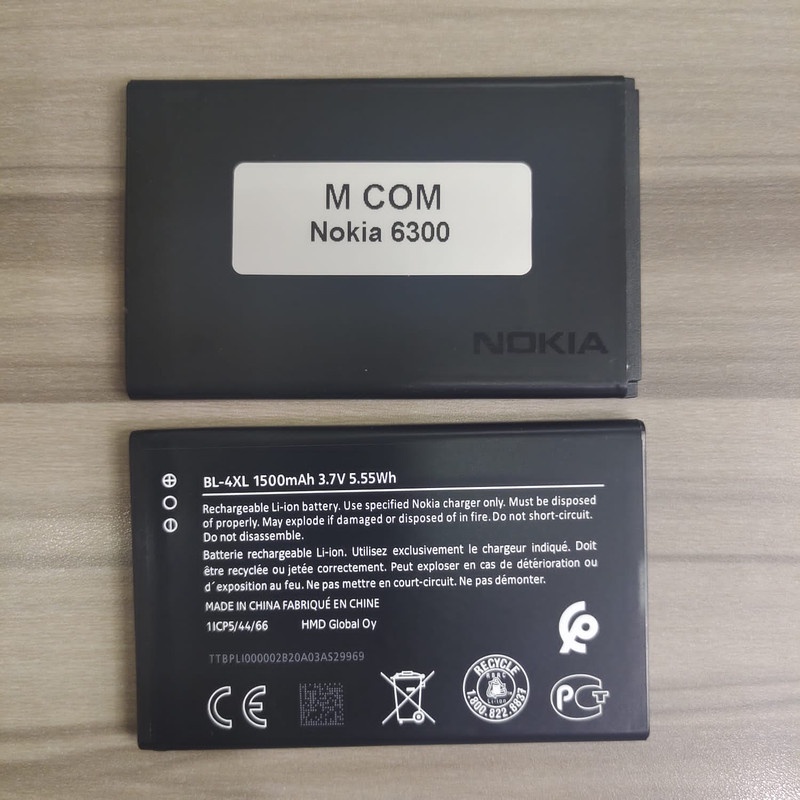 M COM
Nokia 6300
NOKIA
BL-4XL 1500mAh 3.7V 5.55Wh
Rechargeable Li-ion battery. Use specified Nokia charger only. Must be disposed
of properly. May explode if damaged or disposed of in fire. Do not short-circuit.
Do not disassemble.
Batterie rechargeable Li-ion. Utilisez exclusivement le chargeur indiqué. Doit
être recyclée ou jetée correctement. Peut exploser en cas de détérioration ou
d´exposition au feu. Ne pas mettre en court-circuit. Ne pas démonter.
MADE IN CHINA FABRIQUÉ EN CHINE
1ICP5/44/66 HMD Global Oy
TTBPLI000002B20A03AS29969
CE
RECYCLE
RBRC
Li-ion
1.800.822.8837
PCT